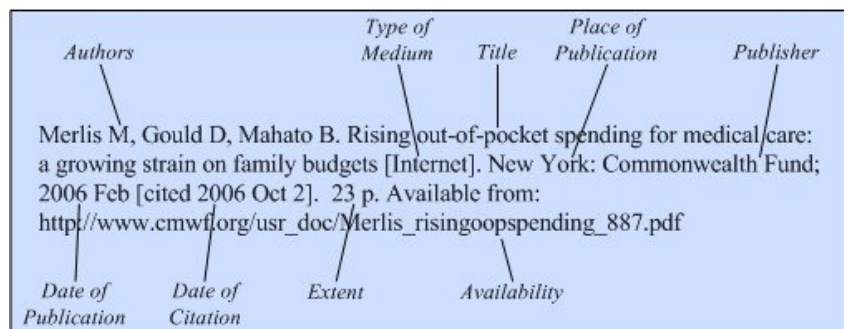 Type of Place of
Authors Medium Title Publication Publisher
Merlis M, Gould D, Mahato B. Rising out-of-pocket spending for medical care:
a growing strain on family budgets [Internet]. New York: Commonwealth Fund;
2006 Feb [cited 2006 Oct 2]. 23 p. Available from:
http://www.cmwf.org/usr_doc/Merlis_risingoopspending_887.pdf
Date of Date of Extent Availability
Publication Citation